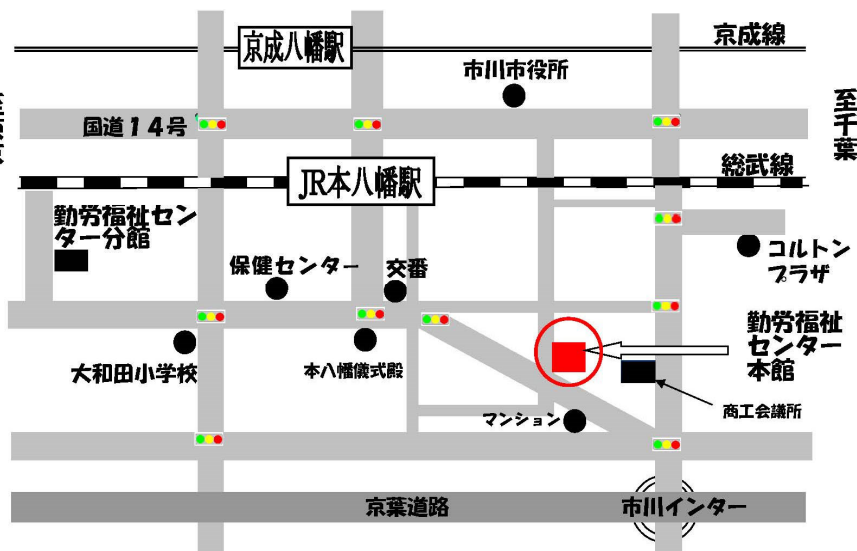 京成線
京成八幡駅
市川市役所
至千葉
国道14号
総武線
JR本八幡駅
勤労福祉セン
ター分館
コルトン
プラザ
保健センター
交番
勤労福祉
センター
本館
大和田小学校
本八幡儀式殿
商工会議所
マンション
京葉道路
市川インター